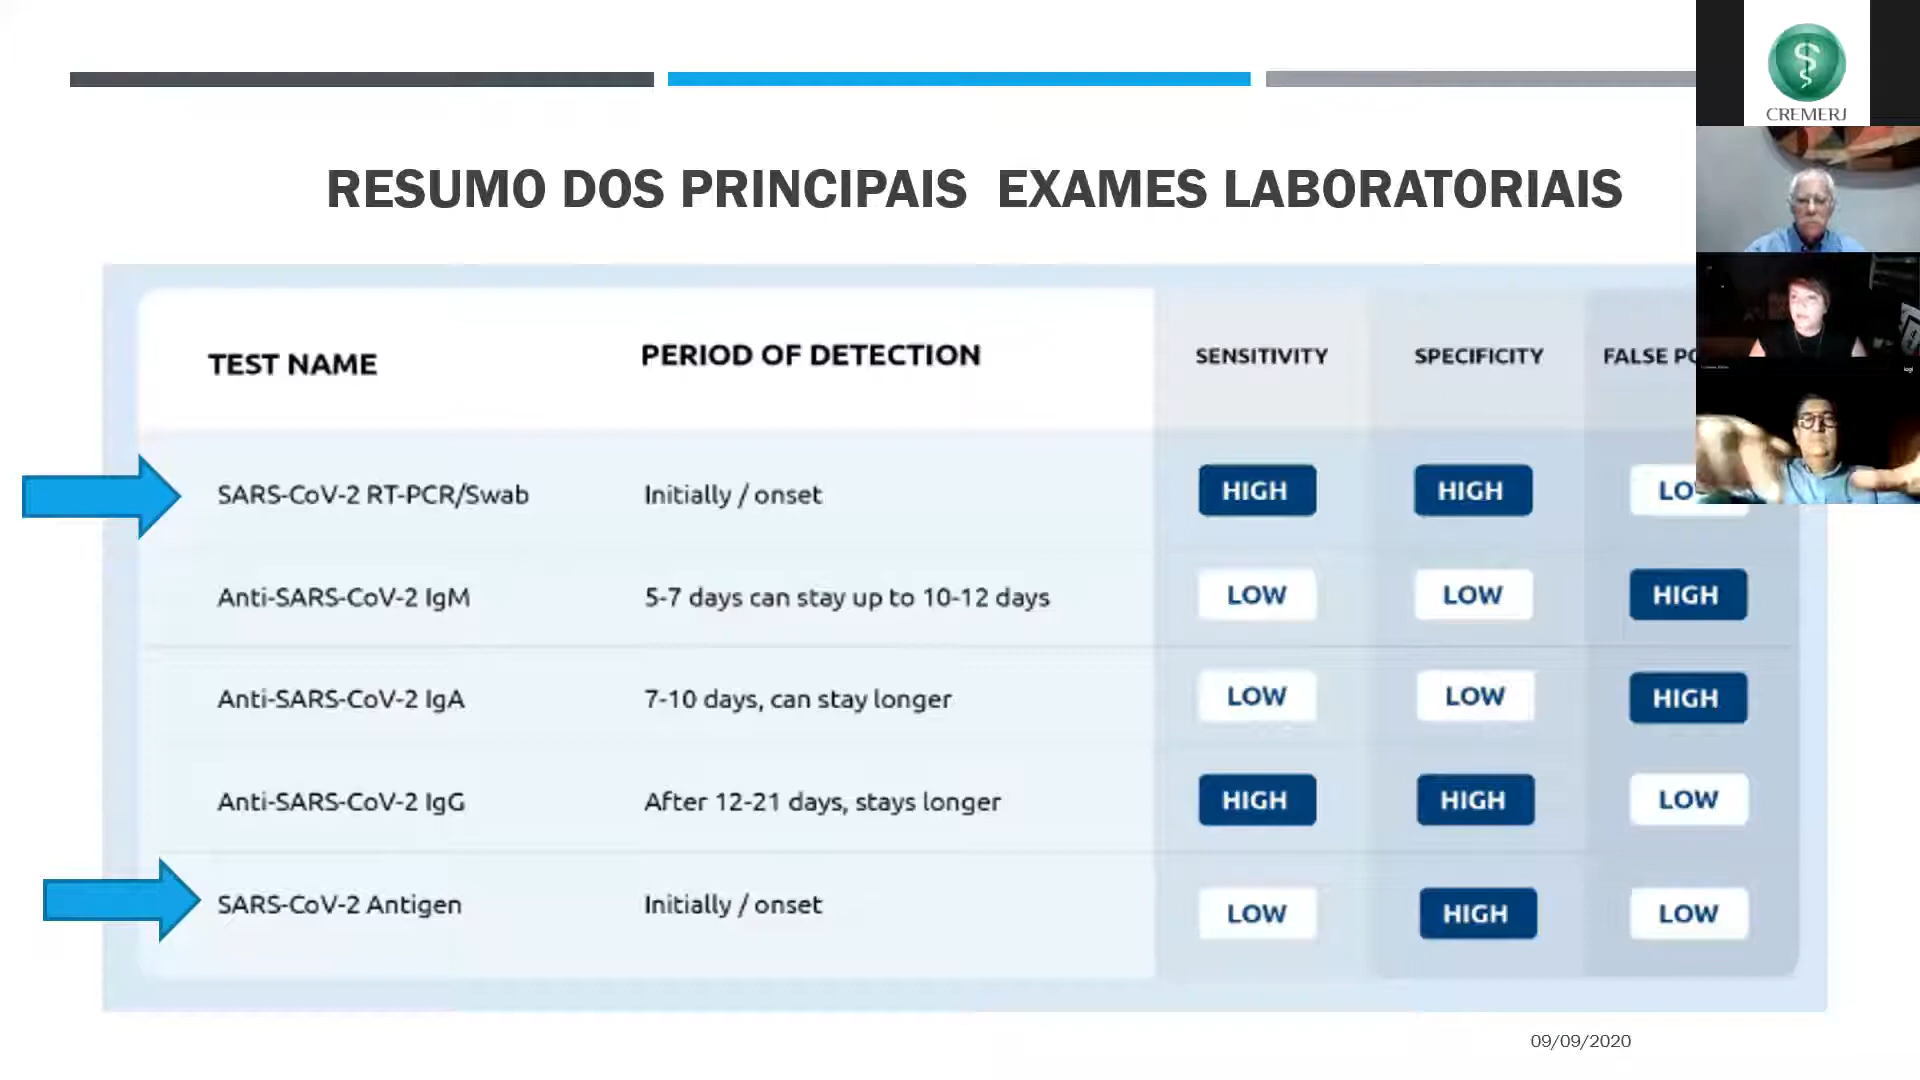 CREMERJ
RESUMO DOS PRINCIPAIS EXAMES LABORATORIAIS
TEST NAME PERIOD OF DETECTION SENSITIVITY SPECIFICITY FALSE PO
SARS-CoV-2 RT-PCR/Swab Initially / onset HIGH HIGH LO
Anti-SARS-CoV-2 IgM 5-7 days can stay up to 10-12 days LOW LOW HIGH
Anti-SARS-CoV-2 IgA 7-10 days, can stay longer LOW LOW HIGH
Anti-SARS-CoV-2 IgG After 12-21 days, stays longer HIGH HIGH LOW
SARS-CoV-2 Antigen Initially / onset LOW HIGH LOW
09/09/2020